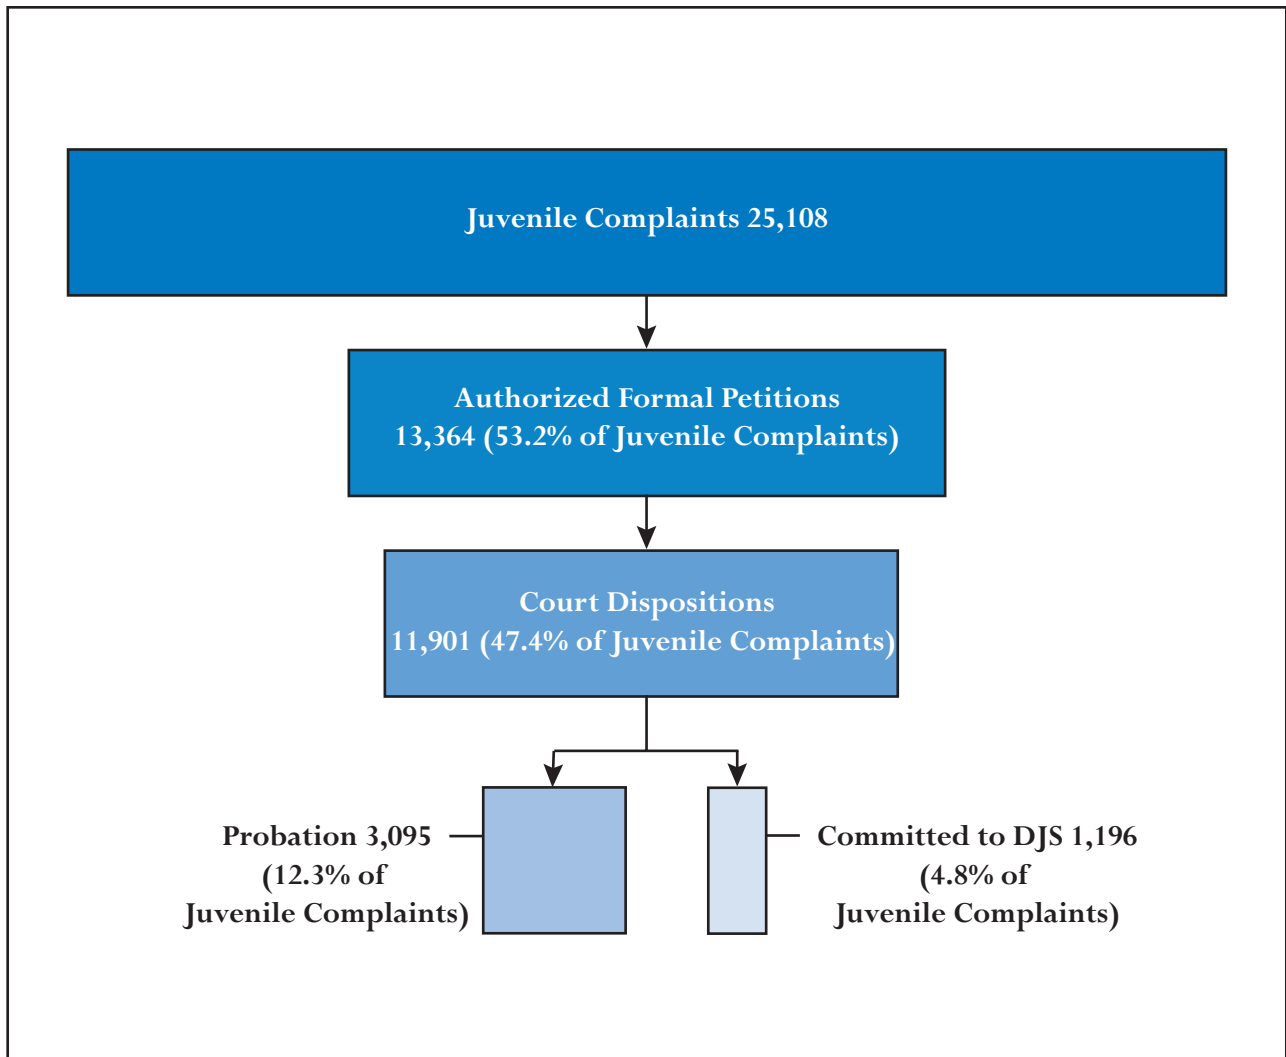 Juvenile Complaints 25,108
Authorized Formal Petitions
13,364 (53.2% of Juvenile Complaints)
Court Dispositions
11,901 (47.4% of Juvenile Complaints)
Probation 3,095
(12.3% of
Juvenile Complaints)
Committed to DJS 1,196
(4.8% of
Juvenile Complaints)